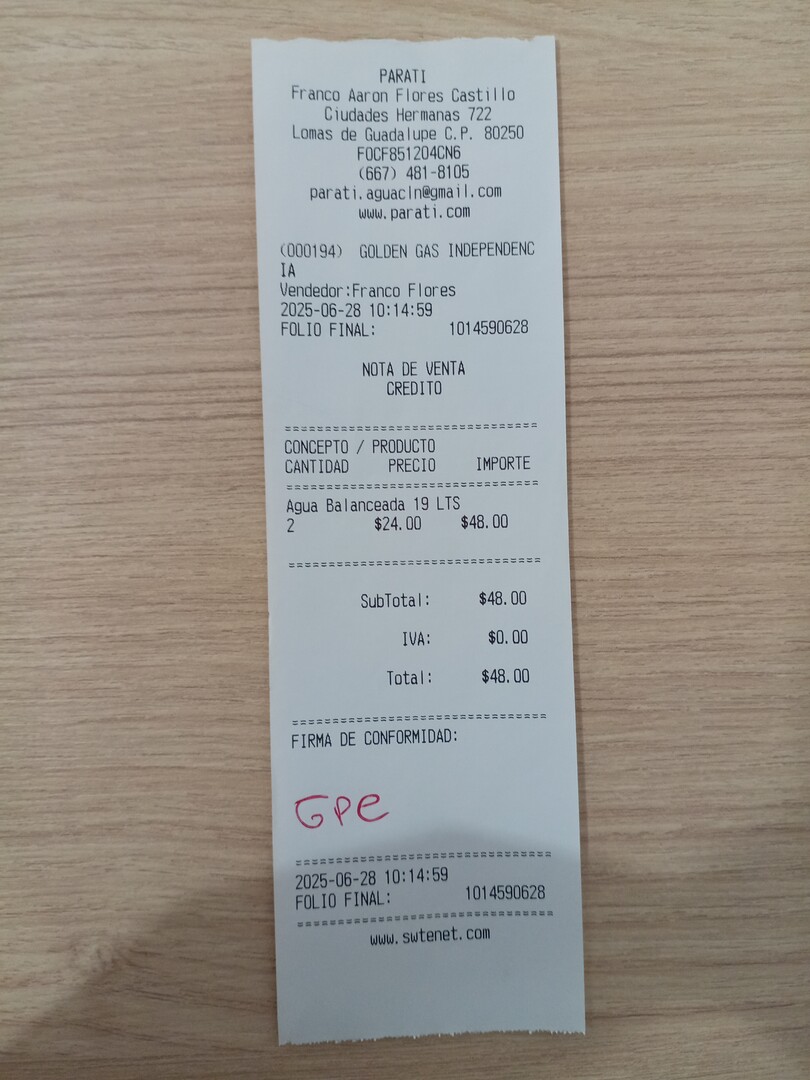 PARATI
Franco Aaron Flores Castillo
Ciudades Hermanas 722
Lomas de Guadalupe C.P. 80250
FOCF851204CN6
(667) 481-8105
parati.aguacln@gmail.com
www.parati.com
(000194) GOLDEN GAS INDEPENDENC
IA
Vendedor:Franco Flores
2025-06-28 10:14:59
FOLIO FINAL: 1014590628
NOTA DE VENTA
CREDITO
================================
CONCEPTO / PRODUCTO
CANTIDAD PRECIO IMPORTE
================================
Agua Balanceada 19 LTS
2 $24.00 $48.00
================================
SubTotal: $48.00
IVA: $0.00
Total: $48.00
================================
FIRMA DE CONFORMIDAD:
GPe
================================
2025-06-28 10:14:59
FOLIO FINAL: 1014590628
================================
www.swtenet.com